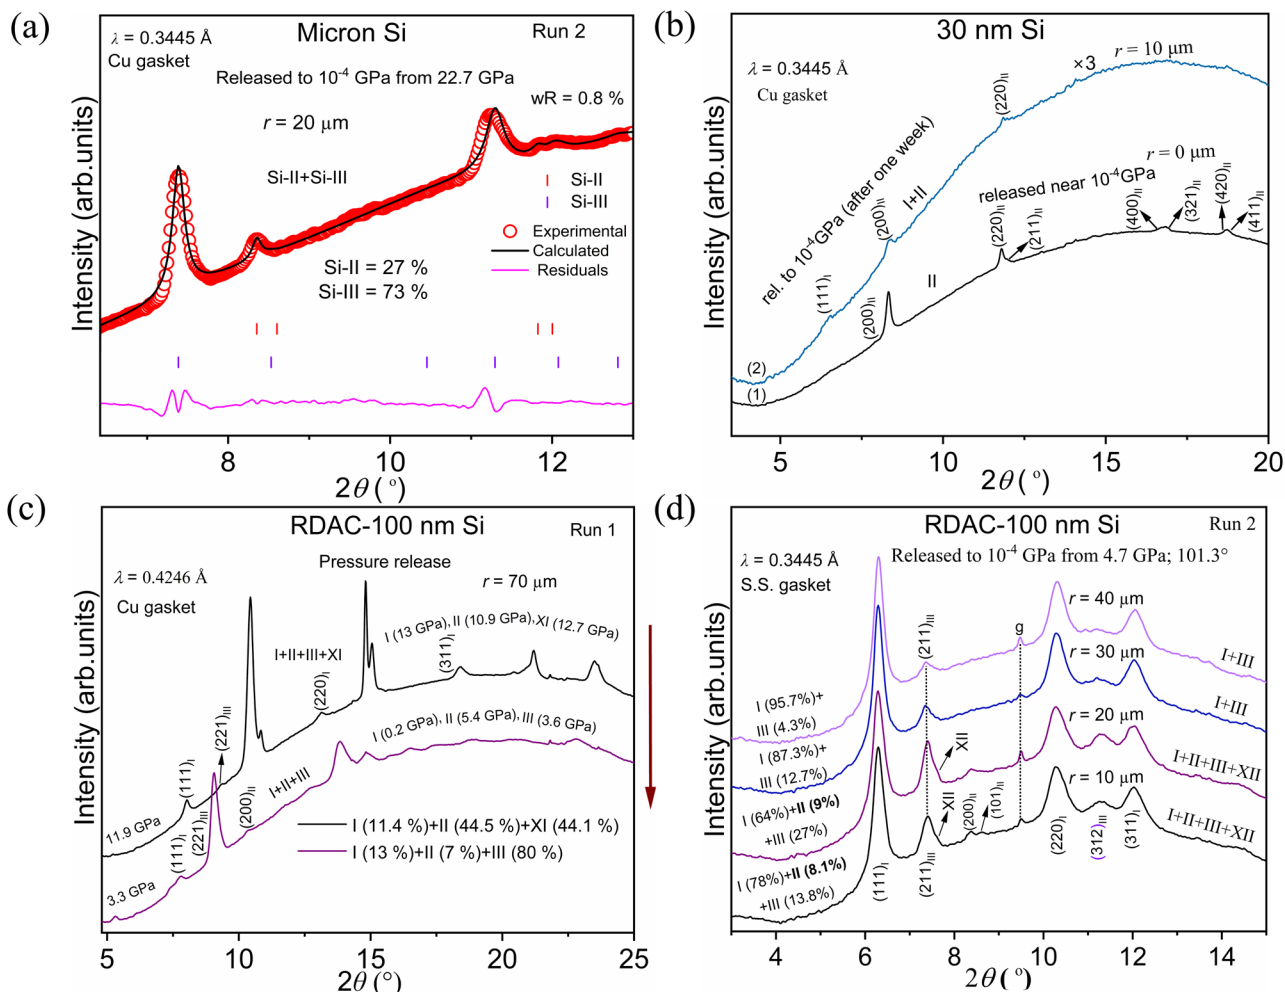 (a)
Micron Si
Run 2
λ = 0.3445 Å
Cu gasket
Released to 10⁻⁴ GPa from 22.7 GPa
wR = 0.8 %
r = 20 μm
Si-II+Si-III
Si-II
Si-III
Experimental
Calculated
Residuals
Si-II = 27 %
Si-III = 73 %
Intensity (arb.units)
8
10
12
2θ ( º)
(b)
30 nm Si
λ = 0.3445 Å
Cu gasket
r = 10 μm
×3
(220)II
rel. to 10⁻⁴GPa (after one week)
(200)II
I+II
(111)I
r = 0 μm
released near 10⁻⁴GPa
(220)II
(211)II
(400)II
(321)II
(420)II
(411)II
(200)II
II
(2)
(1)
Intensity (arb.units)
5
10
15
20
2θ ( º)
(c)
RDAC-100 nm Si
Run 1
Pressure release
λ = 0.4246 Å
Cu gasket
r = 70 μm
I (13 GPa), II (10.9 GPa), XI (12.7 GPa)
I+II+III+XI
(311)I
(220)I
(221)III
(111)I
11.9 GPa
I (0.2 GPa), II (5.4 GPa), III (3.6 GPa)
I+II+III
(200)II
(221)III
(111)I
3.3 GPa
I (11.4 %)+II (44.5 %)+XI (44.1 %)
I (13 %)+II (7 %)+III (80 %)
Intensity (arb.units)
5
10
15
20
25
2θ (°)
(d)
RDAC-100 nm Si
Run 2
Released to 10⁻⁴ GPa from 4.7 GPa; 101.3°
λ = 0.3445 Å
S.S. gasket
r = 40 μm
g
(211)III
I+III
I (95.7%)+
III (4.3%)
r = 30 μm
I+III
I (87.3%)+
III (12.7%)
r = 20 μm
XII
I+II+III+XII
I (64%)+II (9%)
+III (27%)
r = 10 μm
XII
(200)II
(101)II
I+II+III+XII
I (78%)+II (8.1%)
+III (13.8%)
(111)I
(211)III
(220)I
(312)III
(311)I
Intensity (arb.units)
4
6
8
10
12
14
2θ (º)